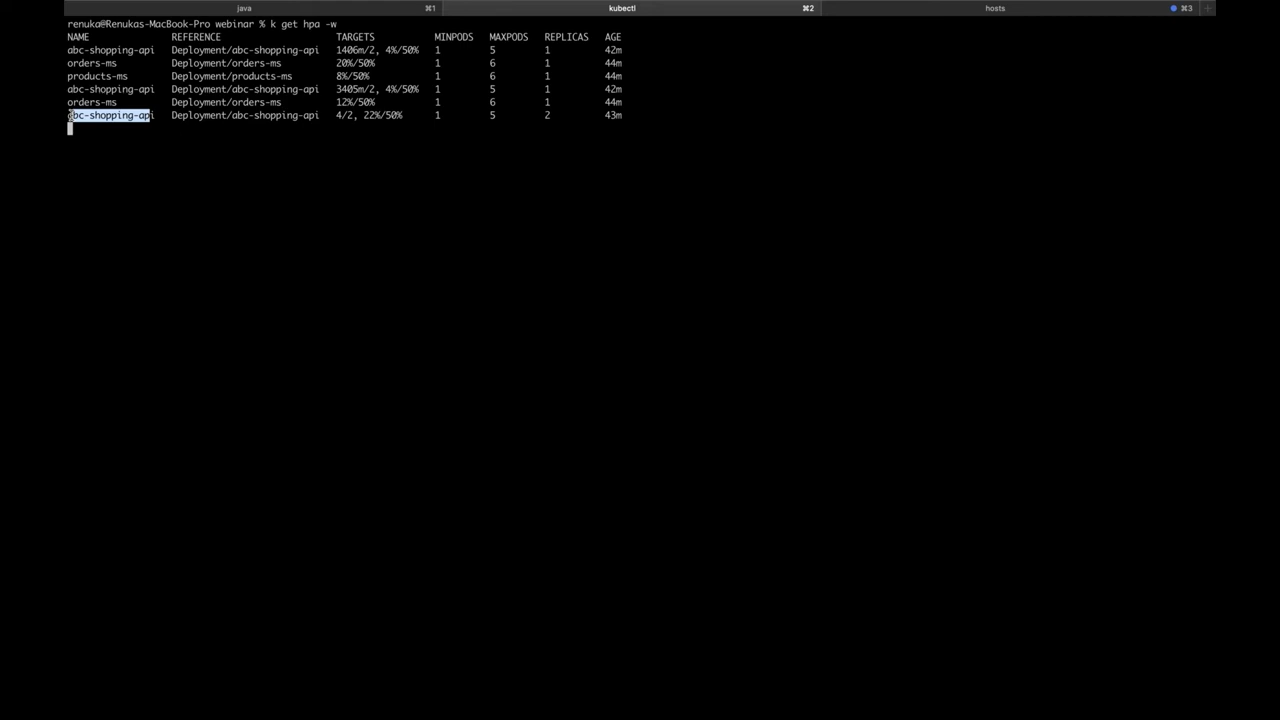 java ⌘1 kubectl ⌘2 hosts ⌘3 +
renuka@Renukas-MacBook-Pro webinar % k get hpa -w
NAME REFERENCE TARGETS MINPODS MAXPODS REPLICAS AGE
abc-shopping-api Deployment/abc-shopping-api 1406m/2, 4%/50% 1 5 1 42m
orders-ms Deployment/orders-ms 20%/50% 1 6 1 44m
products-ms Deployment/products-ms 8%/50% 1 6 1 44m
abc-shopping-api Deployment/abc-shopping-api 3405m/2, 4%/50% 1 5 1 42m
orders-ms Deployment/orders-ms 12%/50% 1 6 1 44m
abc-shopping-api Deployment/abc-shopping-api 4/2, 22%/50% 1 5 2 43m